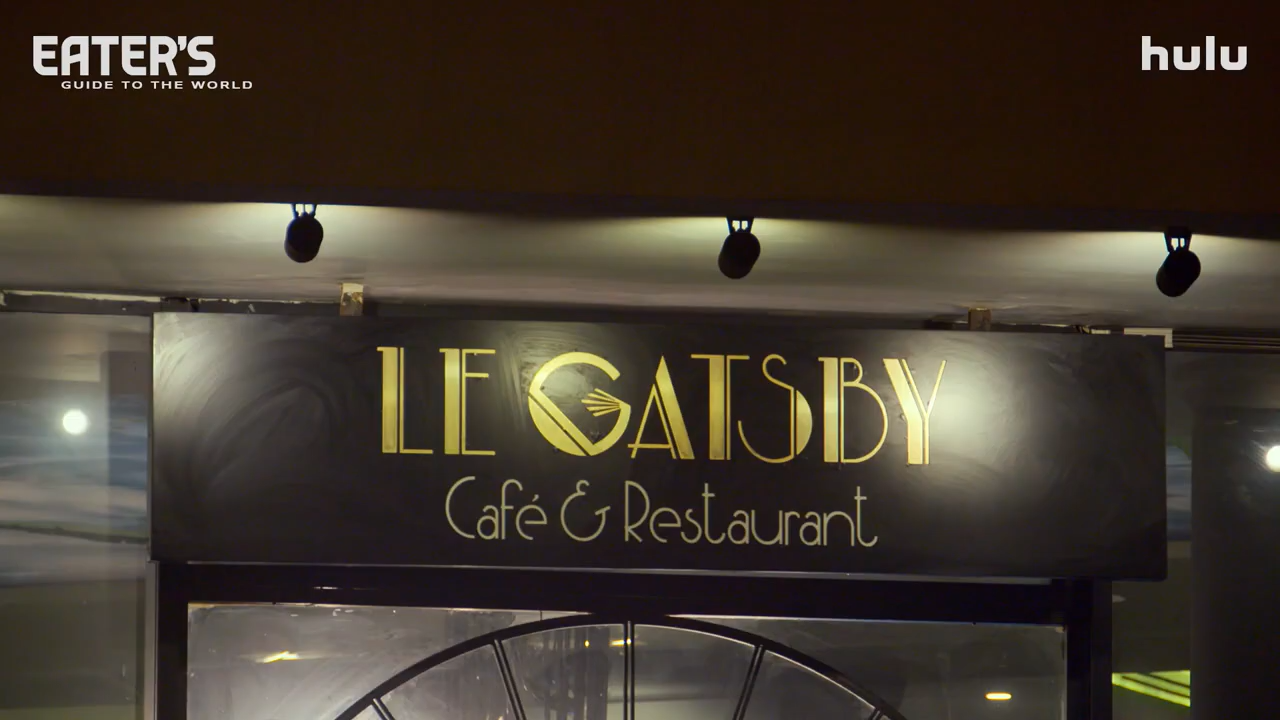 EATER'S
GUIDE TO THE WORLD
hulu
LE GATSBY
Café & Restaurant